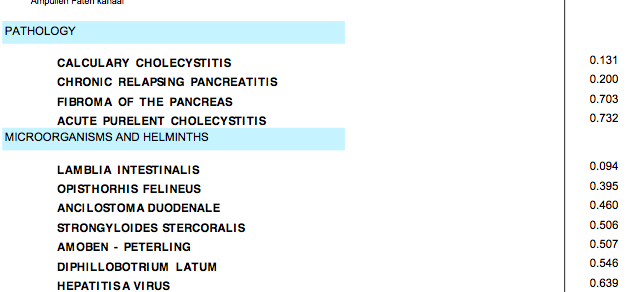 Ampullen Pateri kanaal
PATHOLOGY
CALCULARY CHOLECYSTITIS 0.131
CHRONIC RELAPSING PANCREATITIS 0.200
FIBROMA OF THE PANCREAS 0.703
ACUTE PURELENT CHOLECYSTITIS 0.732
MICROORGANISMS AND HELMINTHS
LAMBLIA INTESTINALIS 0.094
OPISTHORHIS FELINEUS 0.395
ANCILOSTOMA DUODENALE 0.460
STRONGYLOIDES STERCORALIS 0.506
AMOBEN - PETERLING 0.507
DIPHILLOBOTRIUM LATUM 0.546
HEPATITIS A VIRUS 0.639